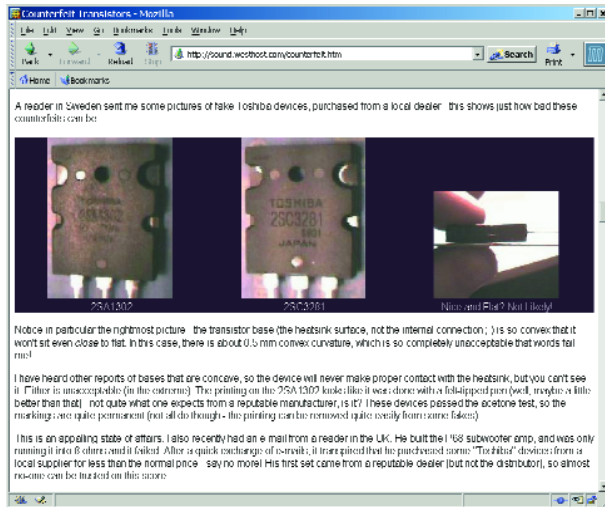 Counterfeit Transistors - Mozilla
File Edit View Go Bookmarks Tools Window Help
Back Forward Reload Stop http://sound.westhost.com/counterfeit.htm Search Print
Home Bookmarks
A reader in Sweden sent me some pictures of fake Toshiba devices, purchased from a local dealer - this shows just how bad these
counterfeits can be
TOSHIBA
2SA1302
JAPAN
TOSHIBA
2SC3281
JAPAN
2SA1302 2SC3281 Nice and Flat? Not Likely!
Notice in particular the rightmost picture - the transistor base (the heatsink surface, not the internal connection ;-) is so convex that it
won't sit even close to flat. In this case, there is about 0.5 mm convex curvature, which is so completely unacceptable that words fail
me!
I have heard other reports of bases that are concave, so the device will never make proper contact with the heatsink, but you can't see
it. Either is unacceptable (in the extreme). The printing on the 2SA1302 looks like it was done with a felt-tipped pen (well, maybe a little
better than that) - not quite what one expects from a reputable manufacturer, is it? These devices passed the acetone test, so the
markings are quite permanent (not all do though - the printing can be removed quite easily from some fakes)
This is an appalling state of affairs. I also recently had an e-mail from a reader in the UK. He built the P68 subwoofer amp, and was only
running it into 8 ohms and it failed. After a quick exchange of e-mails, it transpired that he purchased some "Toshiba" devices from a
local supplier for less than the normal price - say no more! His first set came from a reputable dealer [but not the distributor], so almost
no-one can be trusted on this score